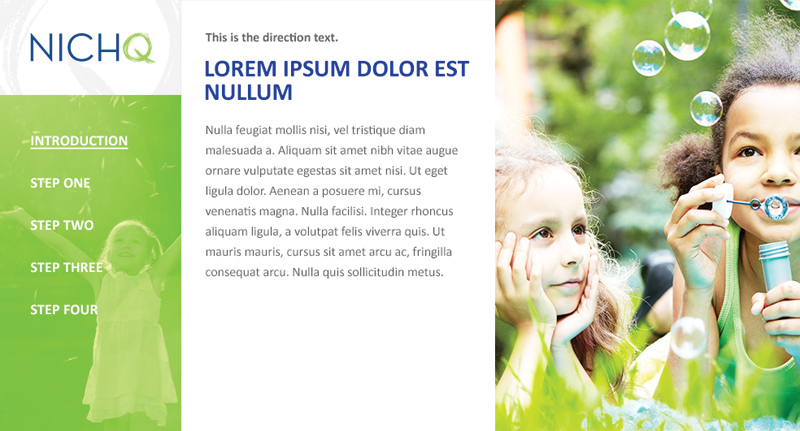 NICHQ
INTRODUCTION
STEP ONE
STEP TWO
STEP THREE
STEP FOUR
This is the direction text.
LOREM IPSUM DOLOR EST
NULLUM
Nulla feugiat mollis nisi, vel tristique diam
malesuada a. Aliquam sit amet nibh vitae augue
ornare vulputate egestas sit amet nisi. Ut eget
ligula dolor. Aenean a posuere mi, cursus
venenatis magna. Nulla facilisi. Integer rhoncus
aliquam ligula, a volutpat felis viverra quis. Ut
mauris mauris, cursus sit amet arcu ac, fringilla
consequat arcu. Nulla quis sollicitudin metus.